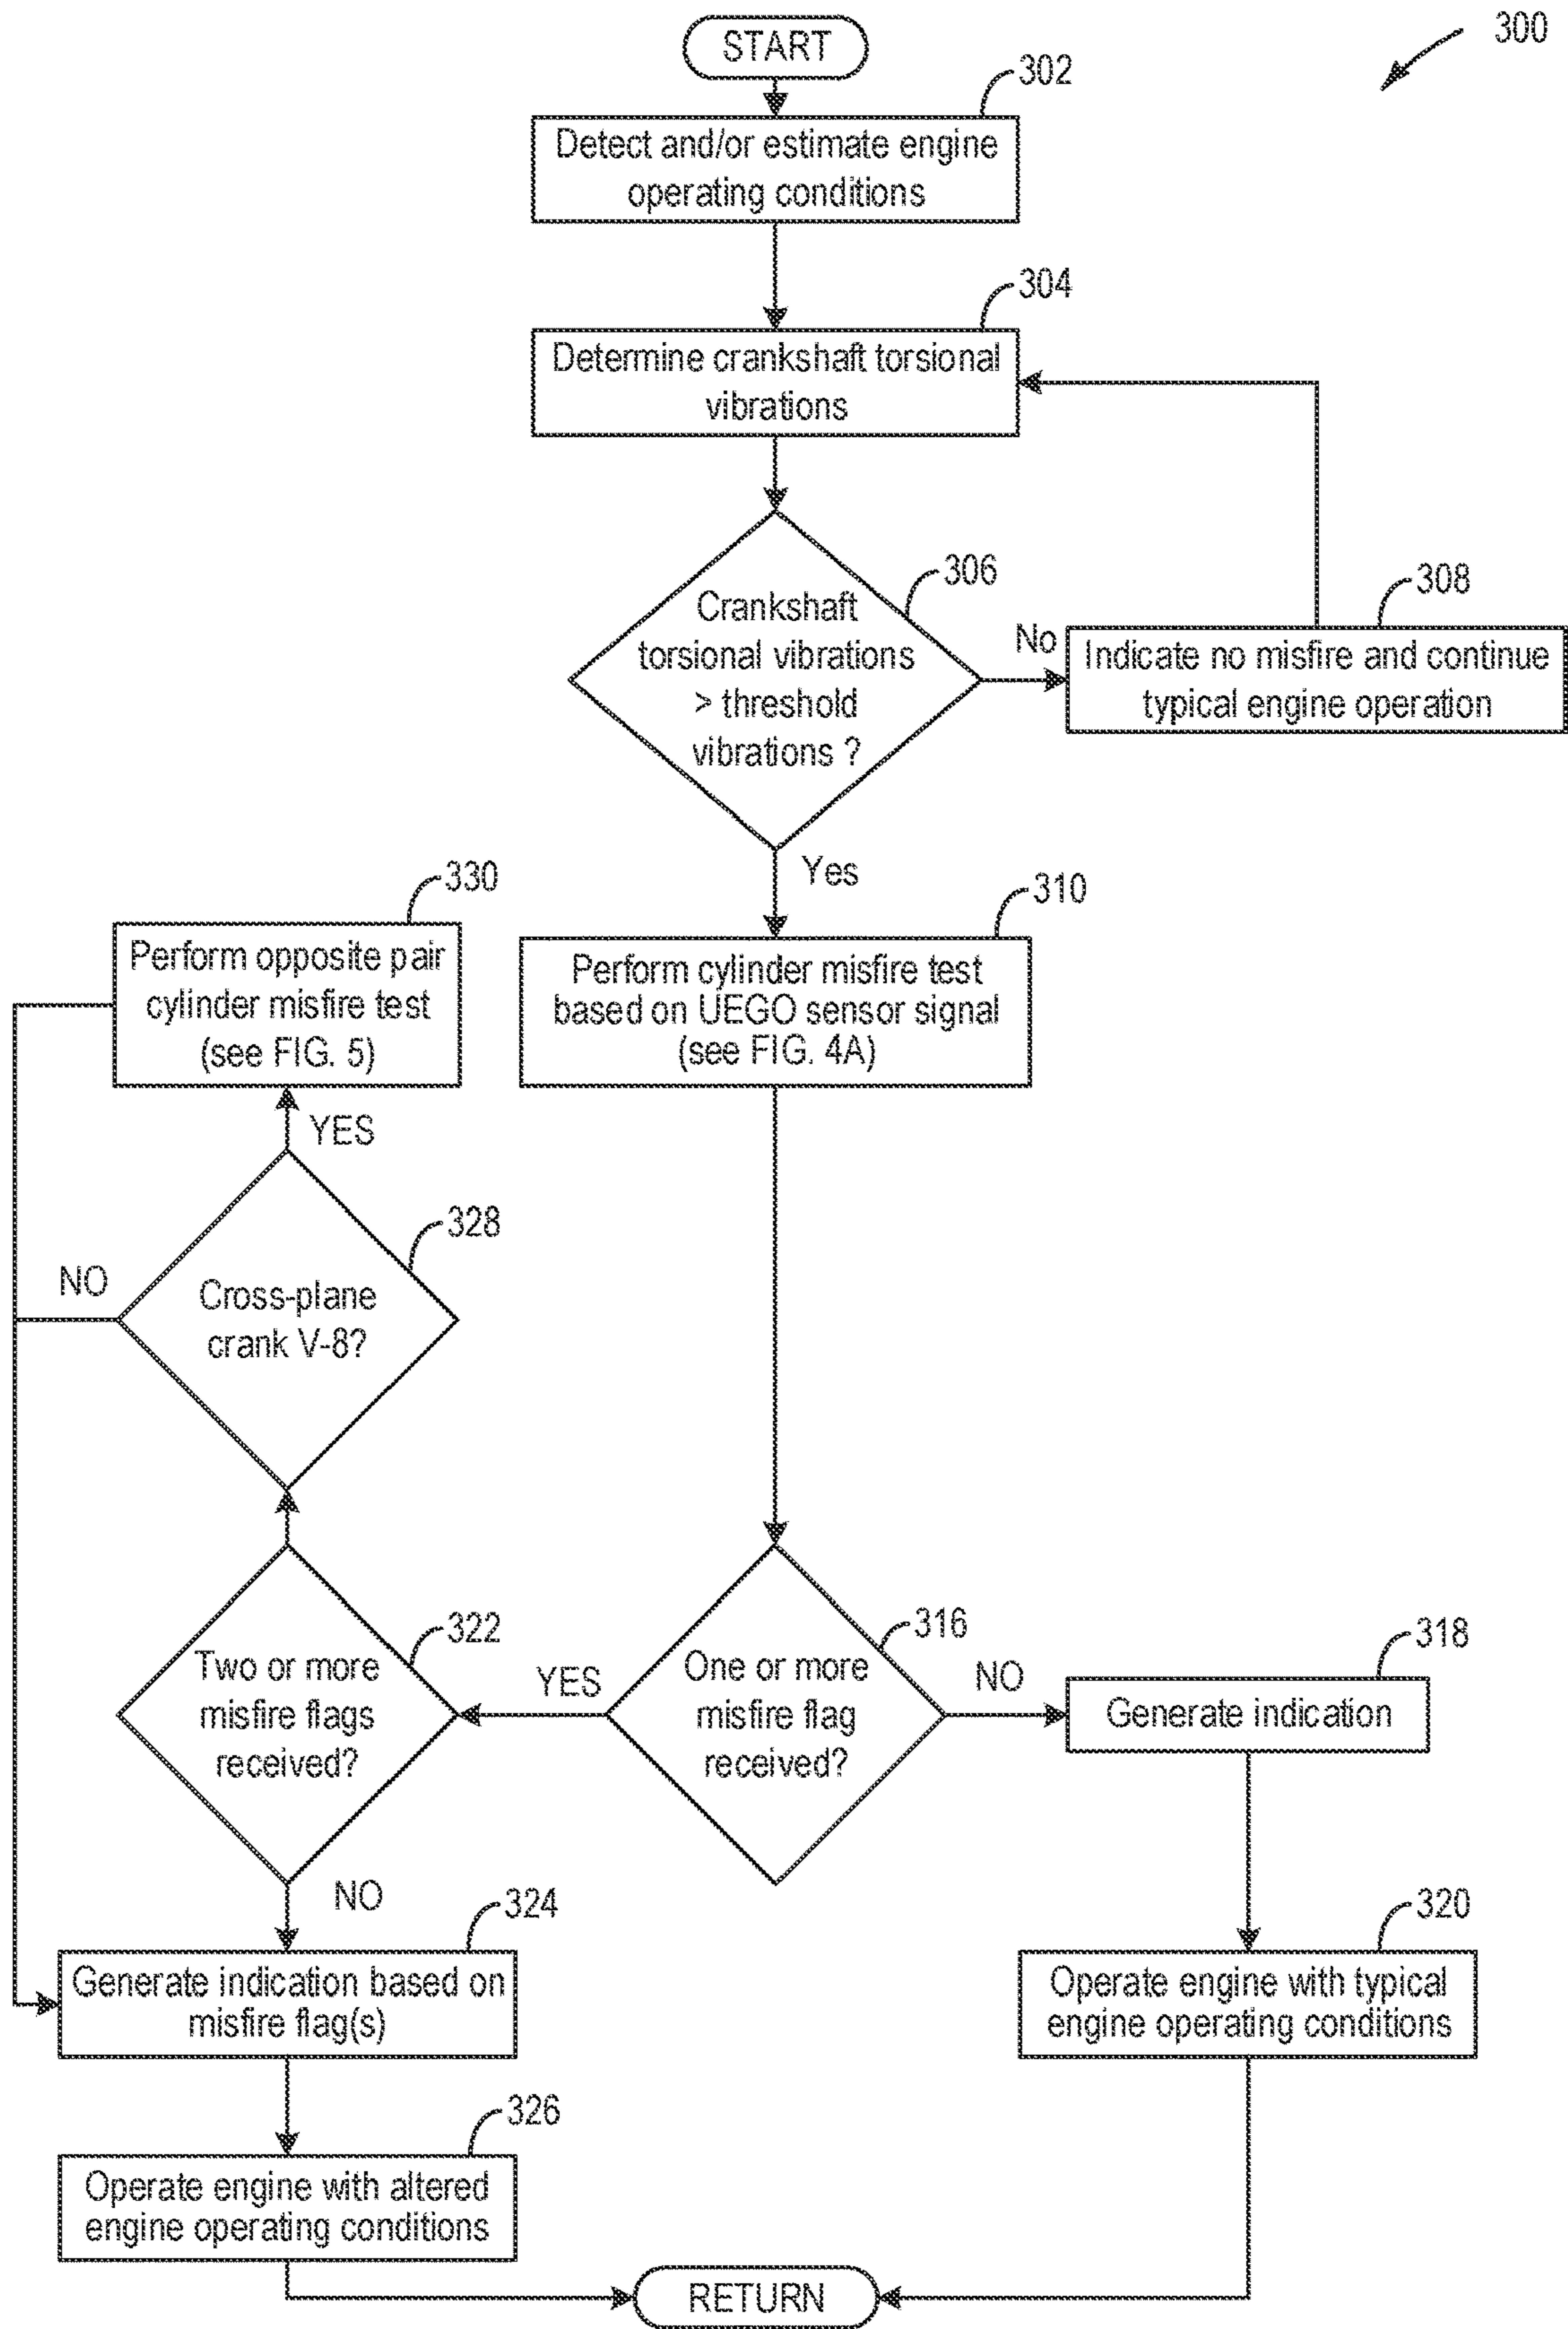 300
START
302
Detect and/or estimate engine
operating conditions
304
Determine crankshaft torsional
vibrations
306
Crankshaft
torsional vibrations
> threshold
vibrations ?
No
308
Indicate no misfire and continue
typical engine operation
Yes
330
Perform opposite pair
cylinder misfire test
(see FIG. 5)
310
Perform cylinder misfire test
based on UEGO sensor signal
(see FIG. 4A)
YES
328
NO
Cross-plane
crank V-8?
322
Two or more
misfire flags
received?
YES
316
One or more
misfire flag
received?
NO
318
Generate indication
NO
324
Generate indication based on
misfire flag(s)
320
Operate engine with typical
engine operating conditions
326
Operate engine with altered
engine operating conditions
RETURN